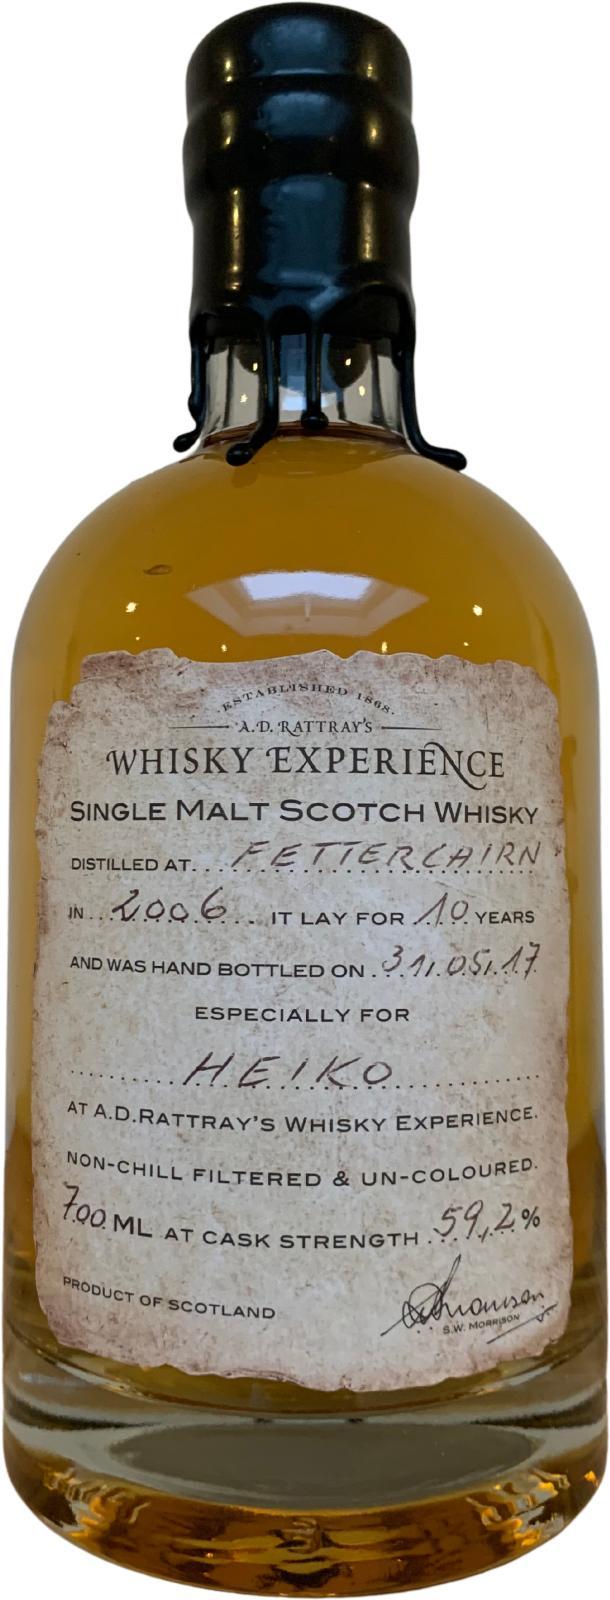 ESTABLISHED 1868.
A.D. RATTRAY'S
WHISKY EXPERIENCE
SINGLE MALT SCOTCH WHISKY
DISTILLED AT... FETTERCAIRN
IN...2006... IT LAY FOR .10. YEARS
AND WAS HAND BOTTLED ON .31.05.17
ESPECIALLY FOR
HEIKO
AT A.D.RATTRAY'S WHISKY EXPERIENCE.
NON-CHILL FILTERED & UN-COLOURED.
700 ML AT CASK STRENGTH .59,2 %
PRODUCT OF SCOTLAND
S.W. MORRISON